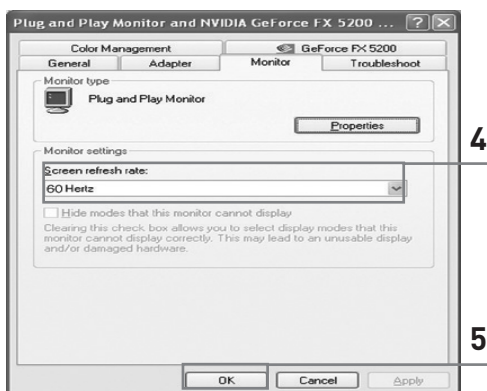 Plug and Play Monitor and NVIDIA GeForce FX 5200 ...
Color Management GeForce FX 5200
General Adapter Monitor Troubleshoot
Monitor type
Plug and Play Monitor
Properties
4
Monitor settings
Screen refresh rate:
60 Hertz
Hide modes that this monitor cannot display
Clearing this check box allows you to select display modes that this
monitor cannot display correctly. This may lead to an unusable display
and/or damaged hardware.
5
OK Cancel Apply